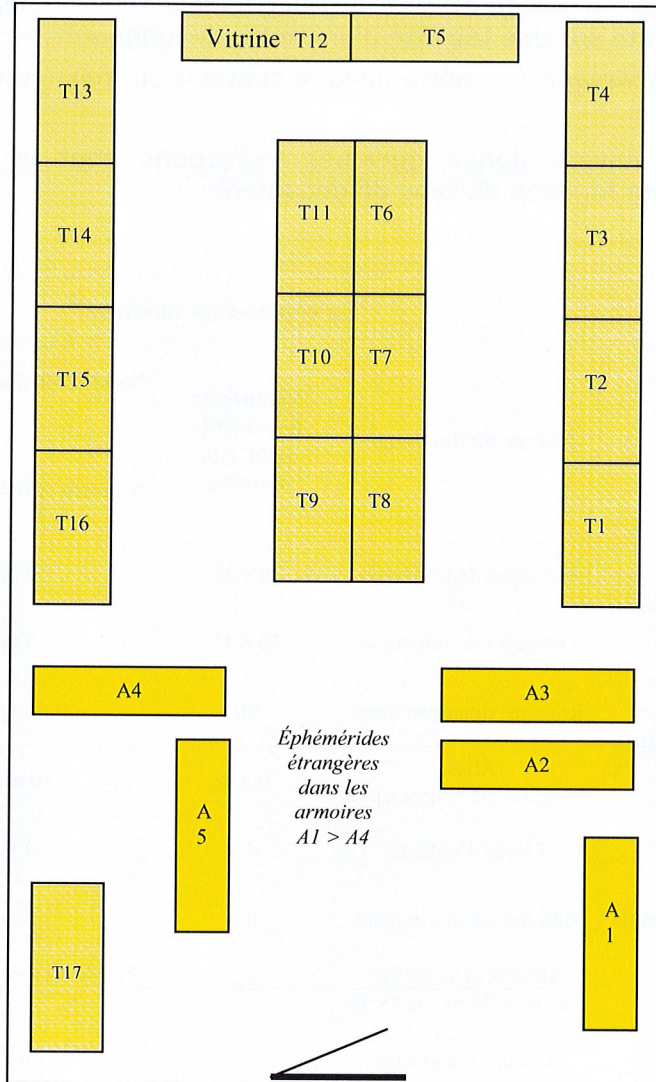 Vitrine T12 T5
T13
T4
T11 T6
T14
T3
T10 T7
T15
T2
T9 T8
T16
T1
A4
A3
Éphémérides
étrangères
dans les
armoires
A1 > A4
A2
A
5
A
1
T17